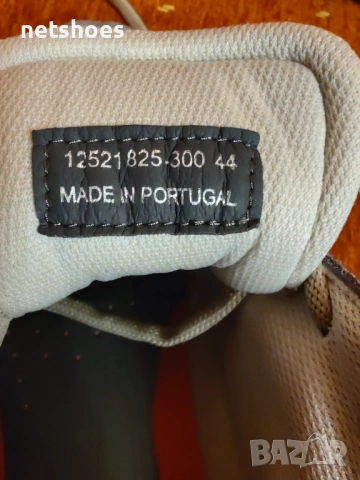 netshoes
12521825-300 44
MADE IN PORTUGAL
BAZAR